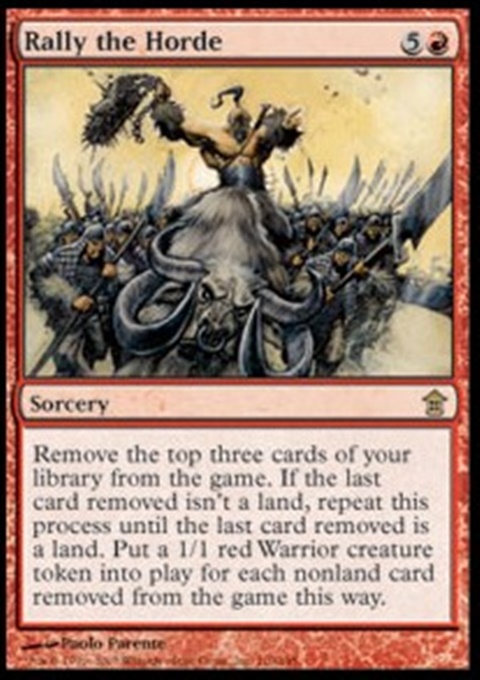 Rally the Horde 5
Sorcery
Remove the top three cards of your
library from the game. If the last
card removed isn't a land, repeat this
process until the last card removed is
a land. Put a 1/1 red Warrior creature
token into play for each nonland card
removed from the game this way.
Paolo Parente